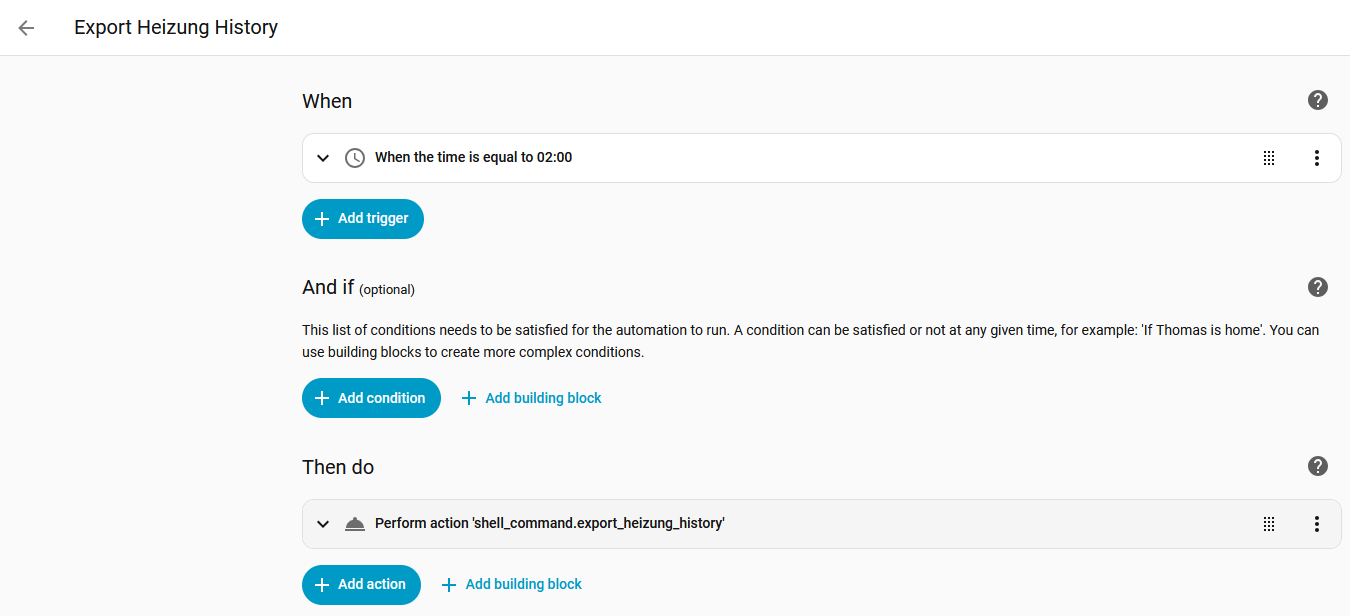 Export Heizung History
When
When the time is equal to 02:00
Add trigger
And if (optional)
This list of conditions needs to be satisfied for the automation to run. A condition can be satisfied or not at any given time, for example: 'If Thomas is home'. You can
use building blocks to create more complex conditions.
Add condition
Add building block
Then do
Perform action 'shell_command.export_heizung_history'
Add action
Add building block